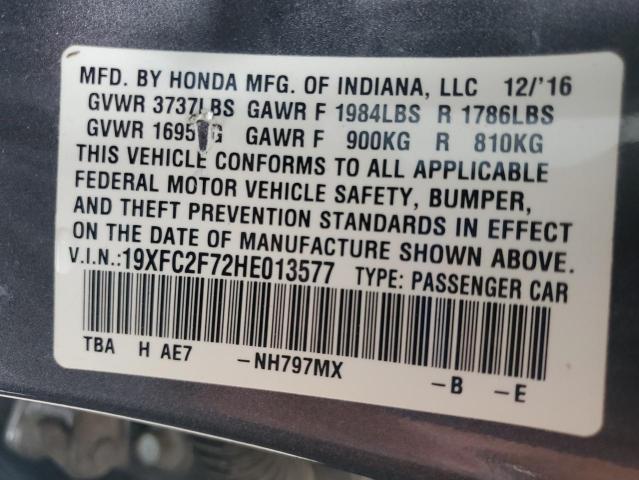 MFD. BY HONDA MFG. OF INDIANA, LLC 12/'16
GVWR 3737LBS GAWR F 1984LBS R 1786LBS
GVWR 1695 G GAWR F 900KG R 810KG
THIS VEHICLE CONFORMS TO ALL APPLICABLE
FEDERAL MOTOR VEHICLE SAFETY, BUMPER,
AND THEFT PREVENTION STANDARDS IN EFFECT
ON THE DATE OF MANUFACTURE SHOWN ABOVE.
V.I.N.:19XFC2F72HE013577 TYPE: PASSENGER CAR
TBA H AE7 -NH797MX -B -E